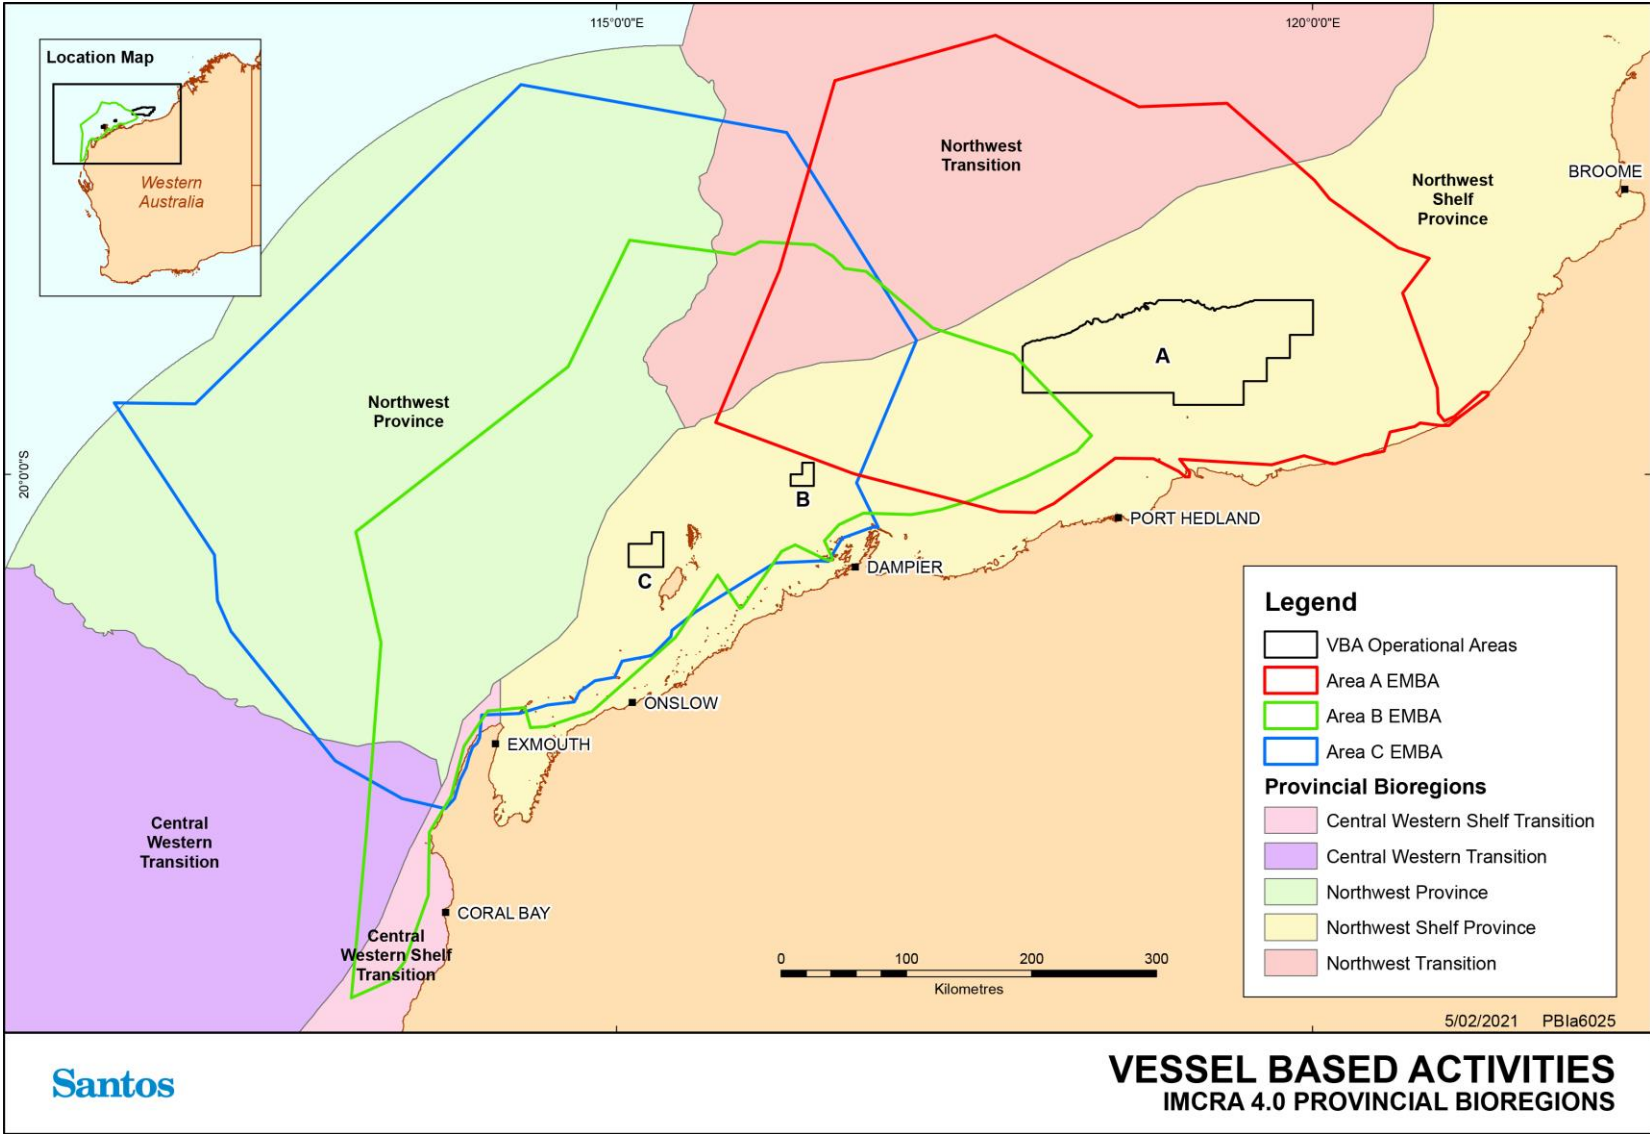 115°0'0"E
120°0'0"E
Location Map
Western
Australia
20°0'0"S
Northwest
Transition
Northwest
Shelf
Province
BROOME
Northwest
Province
A
B
C
PORT HEDLAND
DAMPIER
ONSLOW
EXMOUTH
CORAL BAY
Central
Western
Transition
Central
Western Shelf
Transition
0 100 200 300
Kilometres
Legend
VBA Operational Areas
Area A EMBA
Area B EMBA
Area C EMBA
Provincial Bioregions
Central Western Shelf Transition
Central Western Transition
Northwest Province
Northwest Shelf Province
Northwest Transition
5/02/2021 PBIa6025
Santos
VESSEL BASED ACTIVITIES
IMCRA 4.0 PROVINCIAL BIOREGIONS